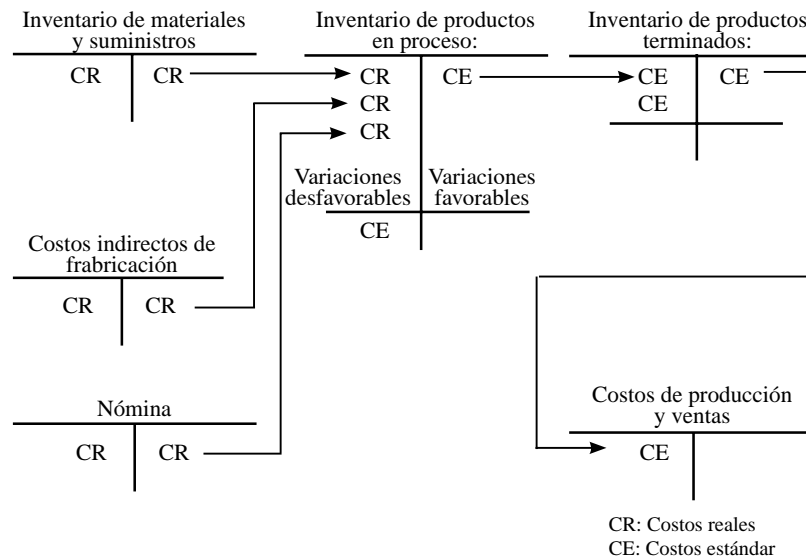 Inventario de materiales
y suministros
CR CR
Inventario de productos
en proceso:
CR CE
CR
CR
Variaciones
desfavorables
Variaciones
favorables
CE
Inventario de productos
terminados:
CE CE
CE
Costos indirectos de
frabricación
CR CR
Nómina
CR CR
Costos de producción
y ventas
CE
CR: Costos reales
CE: Costos estándar